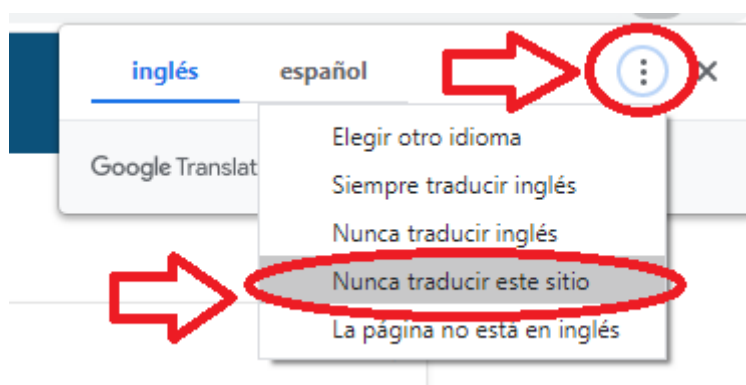 inglés español
Google Translat
Elegir otro idioma
Siempre traducir inglés
Nunca traducir inglés
Nunca traducir este sitio
La página no está en inglés